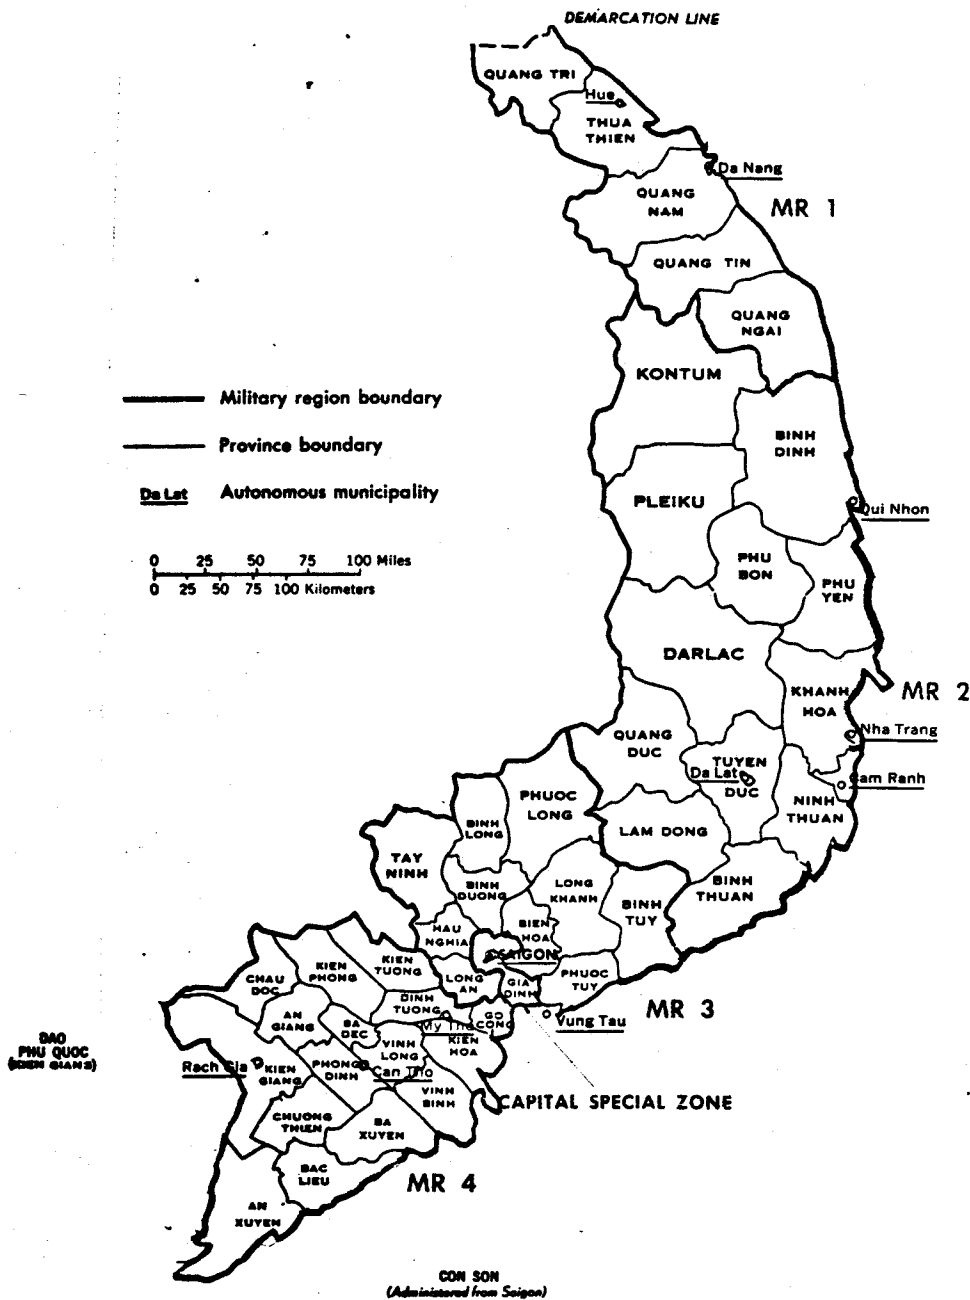 DEMARCATION LINE
QUANG TRI
Hue
THUA
THIEN
Da Nang
QUANG
NAM
MR 1
QUANG TIN
QUANG
NGAI
KONTUM
Military region boundary
Province boundary
Da Lat Autonomous municipality
0 25 50 75 100 Miles
0 25 50 75 100 Kilometers
BINH
DINH
PLEIKU
Qui Nhon
PHU
BON
PHU
YEN
DARLAC
KHANH
HOA
MR 2
Nha Trang
QUANG
DUC
TUYEN
DUC
Da Lat
Cam Ranh
NINH
THUAN
PHUOC
LONG
BINH
LONG
LAM DONG
TAY
NINH
BINH
DUONG
LONG
KHANH
BINH
TUY
BINH
THUAN
HAU
NGHIA
BIEN
HOA
SAIGON
KIEN
TUONG
KIEN
PHONG
CHAU
DOC
LONG
AN
GIA
DINH
PHUOC
TUY
MR 3
Vung Tau
DINH
TUONG
My Tho
GO
CONG
AN
GIANG
SA
DEC
VINH
LONG
KIEN
HOA
DAO
PHU QUOC
(KIEN GIANG)
Rach Gia
KIEN
GIANG
PHONG
DINH
Can Tho
VINH
BINH
CAPITAL SPECIAL ZONE
CHUONG
THIEN
BA
XUYEN
BAC
LIEU
MR 4
AN
XUYEN
CON SON
(Administered from Saigon)